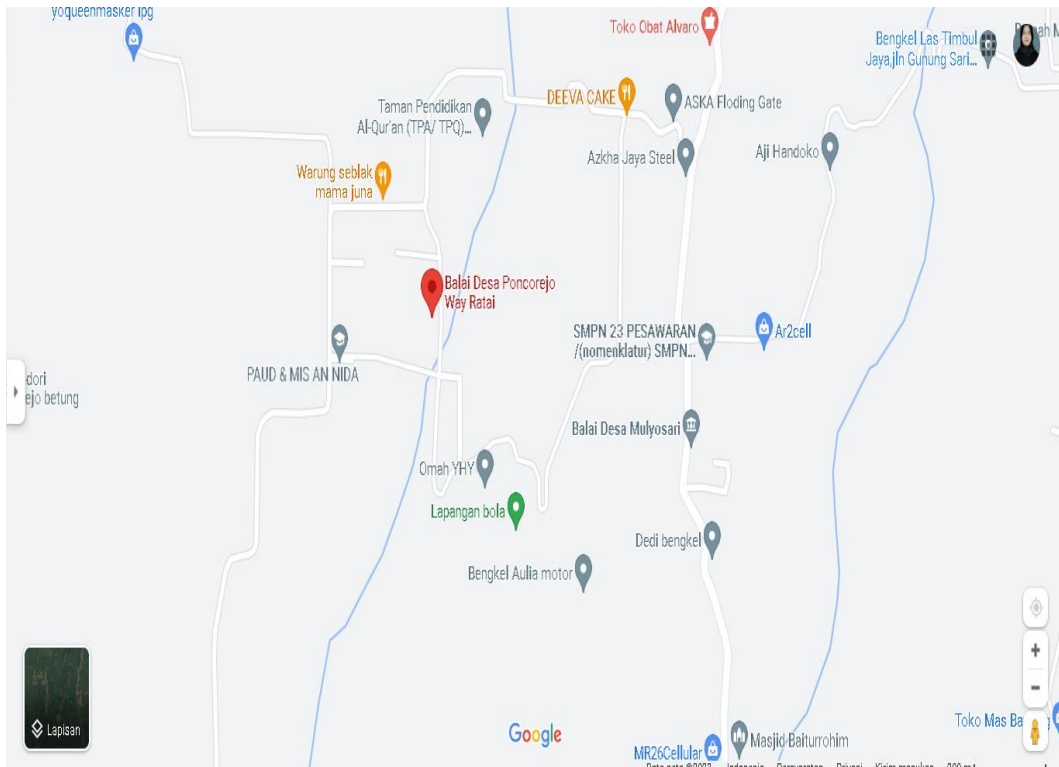 yoqueenmasker lpg
Toko Obat Alvaro
Bengkel Las Timbul
Jaya,jln Gunung Sari...
DEEVA CAKE
ASKA Floding Gate
Taman Pendidikan
Al-Qur'an (TPA/ TPQ)...
Azkha Jaya Steel
Aji Handoko
Warung seblak
mama juna
Balai Desa Poncorejo
Way Ratai
SMPN 23 PESAWARAN
/(nomenklatur) SMPN...
Ar2cell
PAUD & MIS AN NIDA
dori
ejo betung
Balai Desa Mulyosari
Omah YHY
Lapangan bola
Dedi bengkel
Bengkel Aulia motor
Lapisan
Google
Toko Mas
Masjid Baiturrohim
MR26Cellular